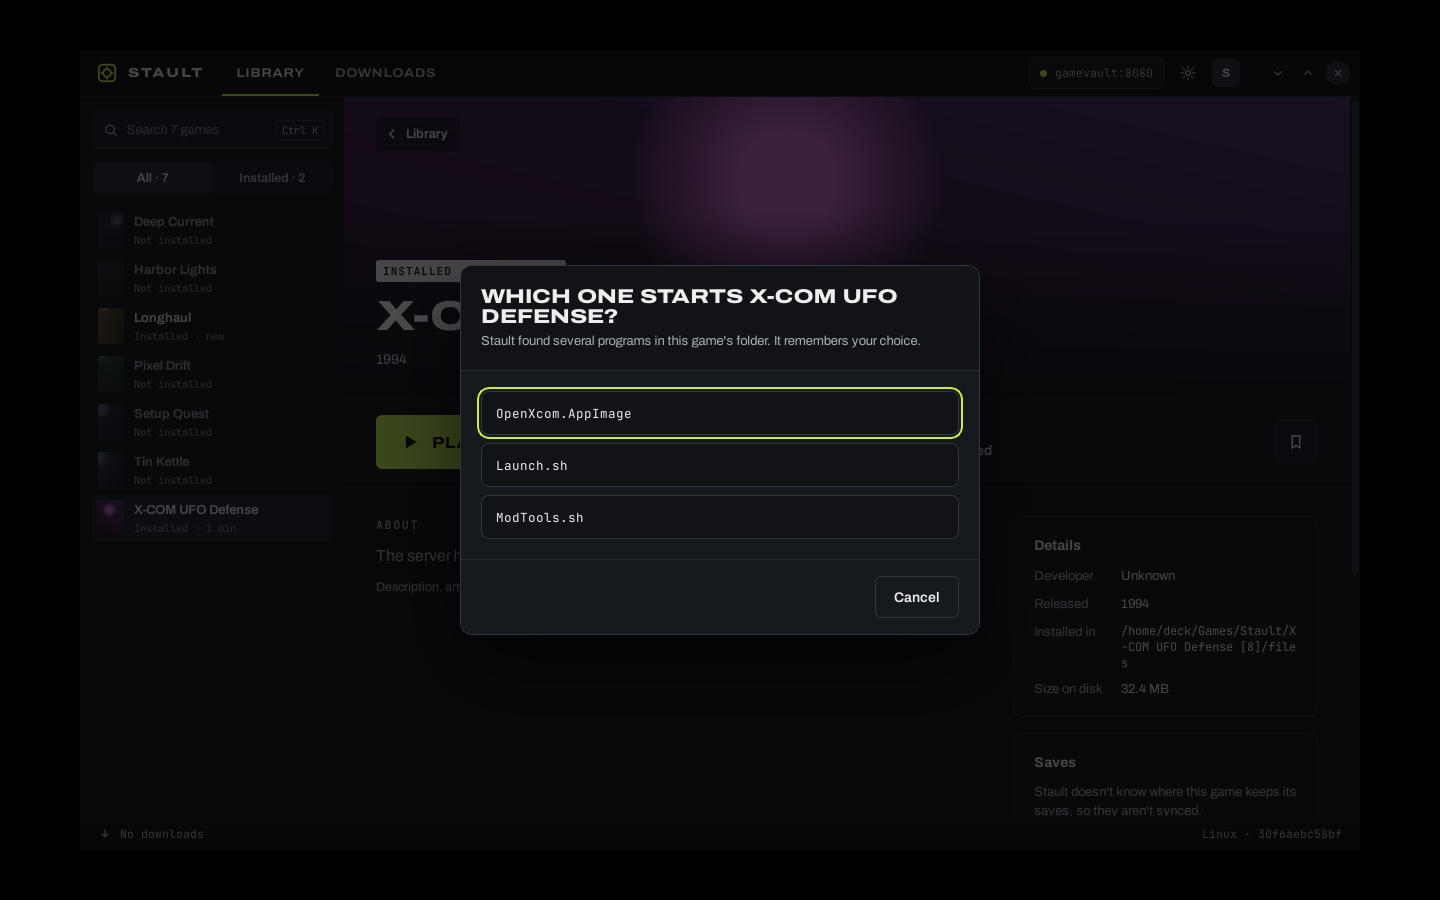 STAULT
LIBRARY
DOWNLOADS
gamevault:8080
S
Search 7 games
Ctrl K
All · 7
Installed · 2
Deep Current
Not installed
Harbor Lights
Not installed
Longhaul
Installed · new
Pixel Drift
Not installed
Setup Quest
Not installed
Tin Kettle
Not installed
X-COM UFO Defense
Installed · 1 min
Library
INSTALLED
1994
WHICH ONE STARTS X-COM UFO
DEFENSE?
Stault found several programs in this game's folder. It remembers your choice.
OpenXcom.AppImage
Launch.sh
ModTools.sh
Cancel
ABOUT
The server
Description,
Details
Developer Unknown
Released 1994
Installed in /home/deck/Games/Stault/X
-COM UFO Defense [8]/file
s
Size on disk 32.4 MB
Saves
Stault doesn't know where this game keeps its
saves, so they aren't synced.
No downloads
Linux · 30f6aebc58bf